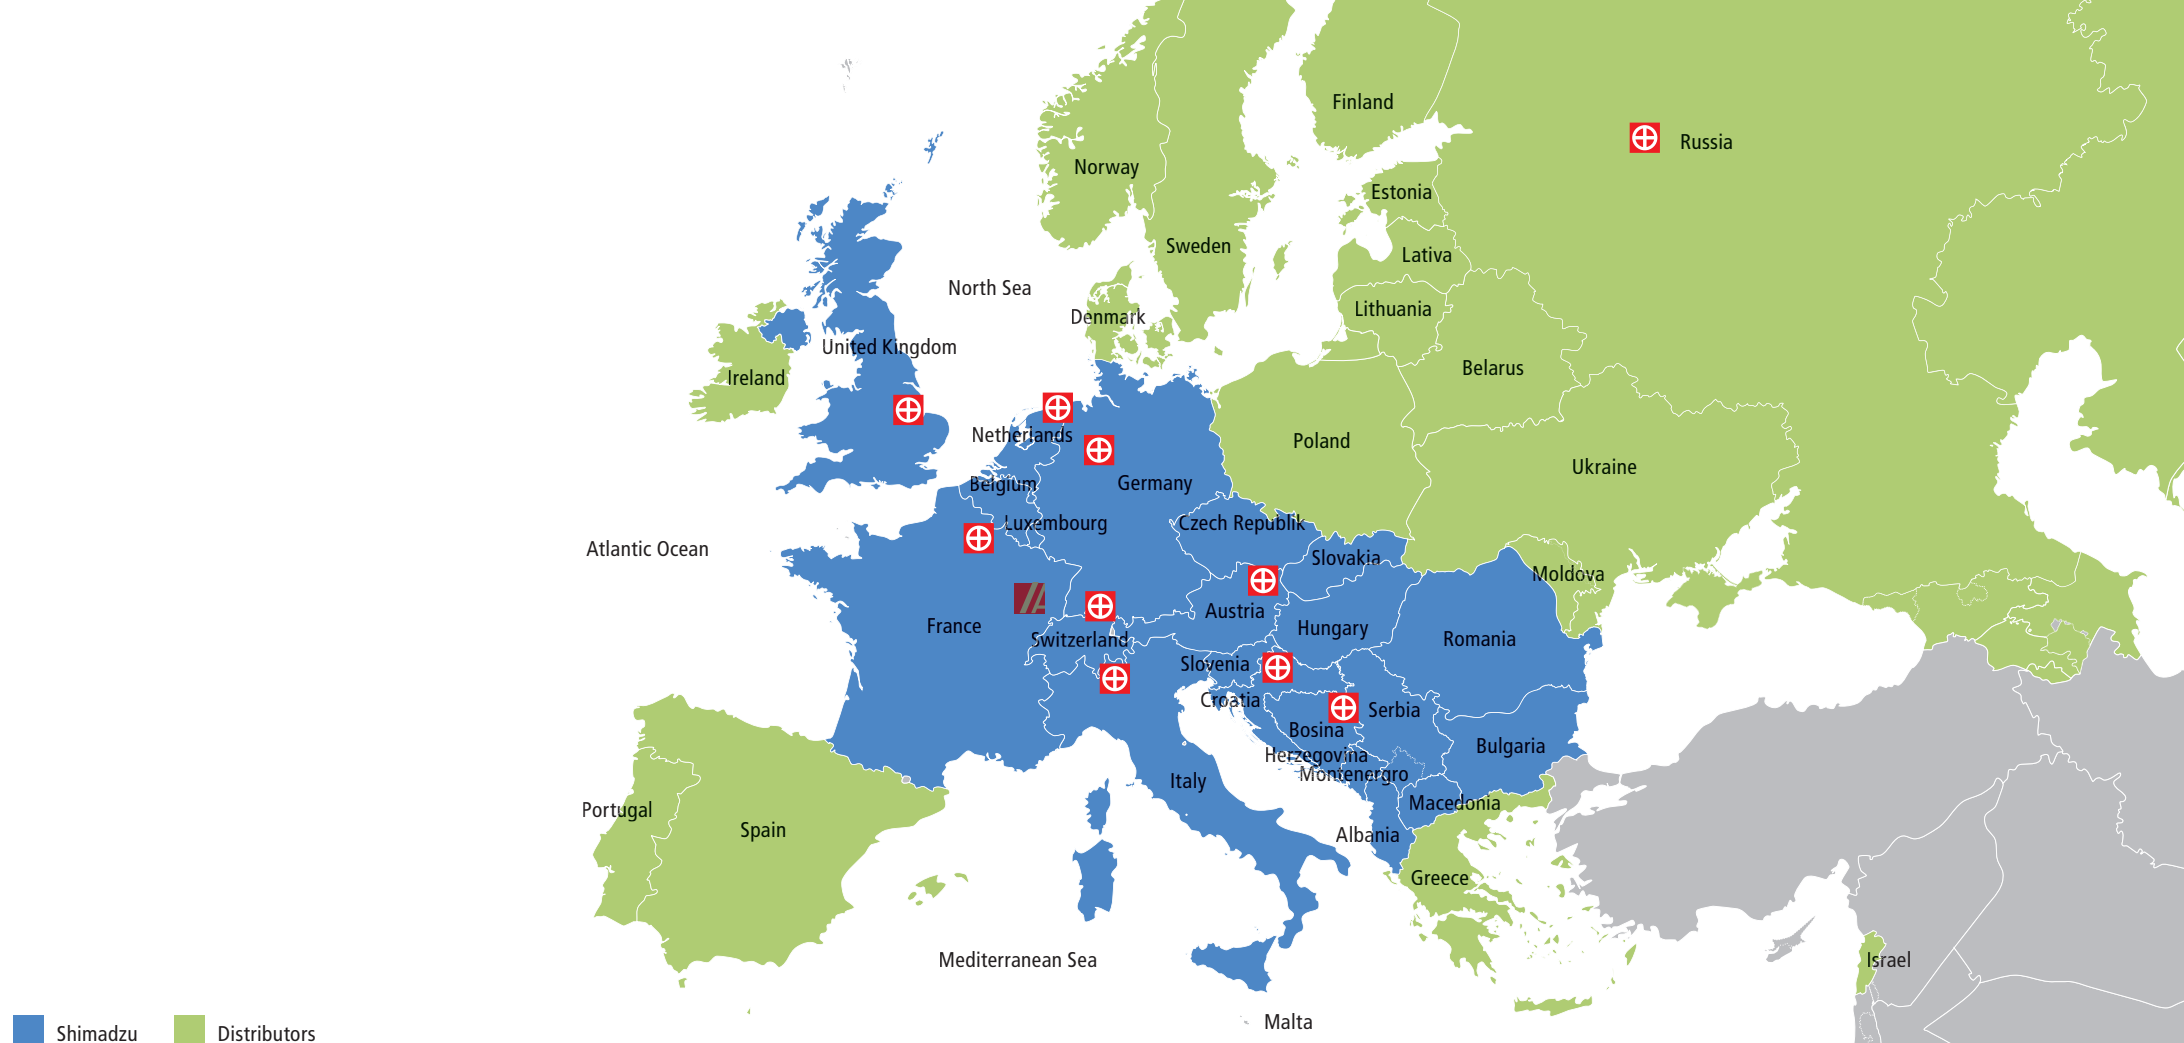 Finland
Russia
Norway
Estonia
Sweden
Lativa
North Sea
Lithuania
Denmark
United Kingdom
Belarus
Ireland
Netherlands
Poland
Ukraine
Belgium
Germany
Luxembourg
Czech Republik
Atlantic Ocean
Slovakia
Moldova
Austria
France
Hungary
Switzerland
Romania
Slovenia
Croatia
Serbia
Bosina
Herzegovina
Bulgaria
Montenergro
Italy
Macedonia
Portugal
Spain
Albania
Greece
Mediterranean Sea
Israel
Malta
Shimadzu
Distributors